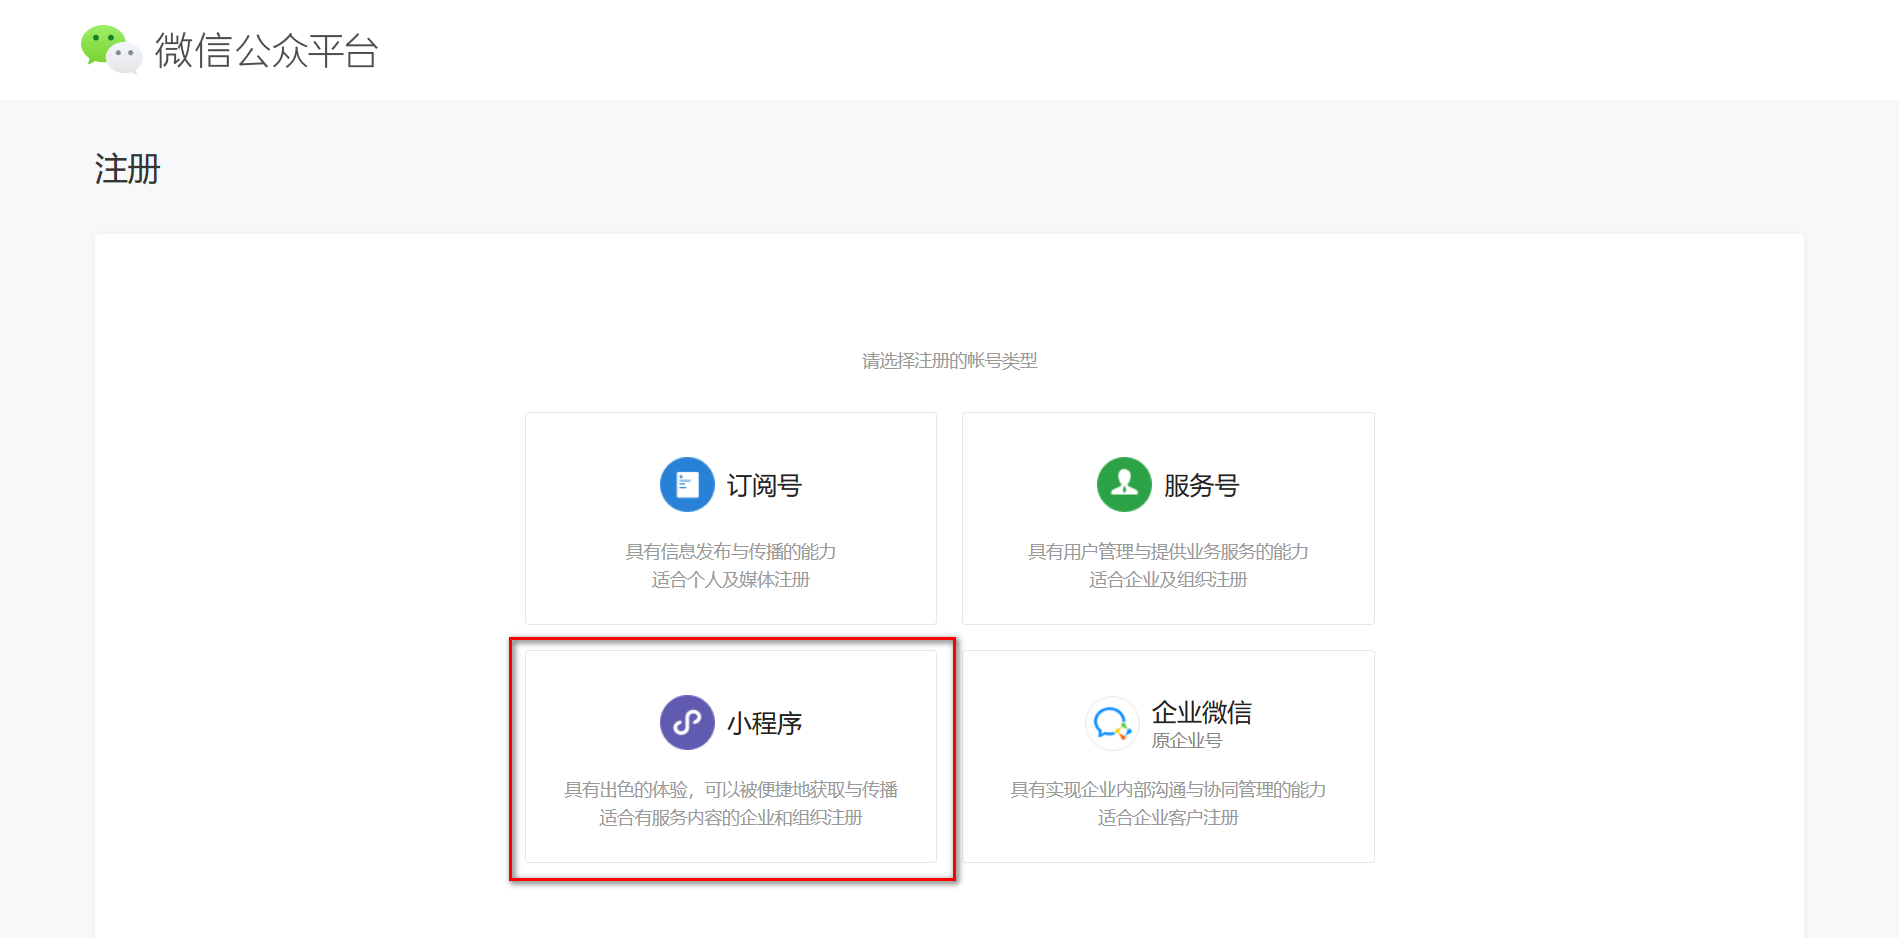 微信公众平台
注册
请选择注册的帐号类型
订阅号
具有信息发布与传播的能力
适合个人及媒体注册
服务号
具有用户管理与提供业务服务的能力
适合企业及组织注册
小程序
具有出色的体验，可以被便捷地获取与传播
适合有服务内容的企业和组织注册
企业微信
原企业号
具有实现企业内部沟通与协同管理的能力
适合企业客户注册